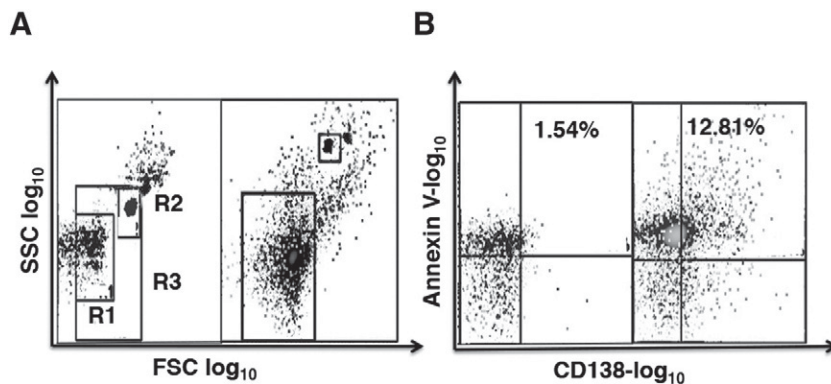 A
B
SSC log10
R1
R2
R3
FSC log10
Annexin V-log10
1.54%
12.81%
CD138-log10